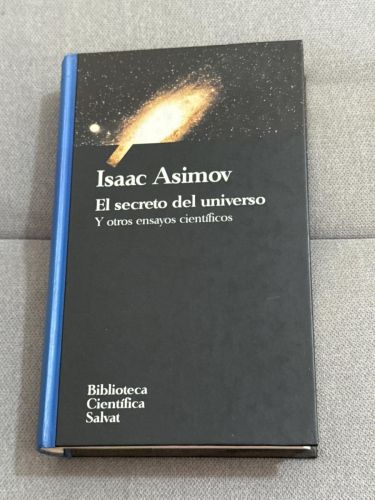 Isaac Asimov
El secreto del universo
Y otros ensayos científicos
Biblioteca
Científica
Salvat